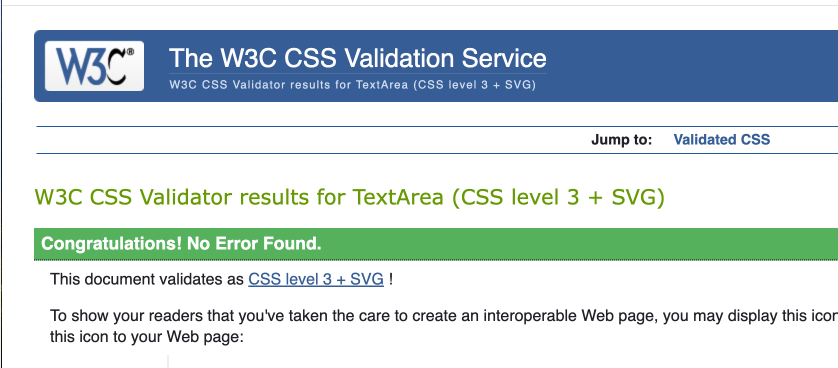 W3C®
The W3C CSS Validation Service
W3C CSS Validator results for TextArea (CSS level 3 + SVG)
Jump to: Validated CSS
W3C CSS Validator results for TextArea (CSS level 3 + SVG)
Congratulations! No Error Found.
This document validates as CSS level 3 + SVG !
To show your readers that you've taken the care to create an interoperable Web page, you may display this
this icon to your Web page: